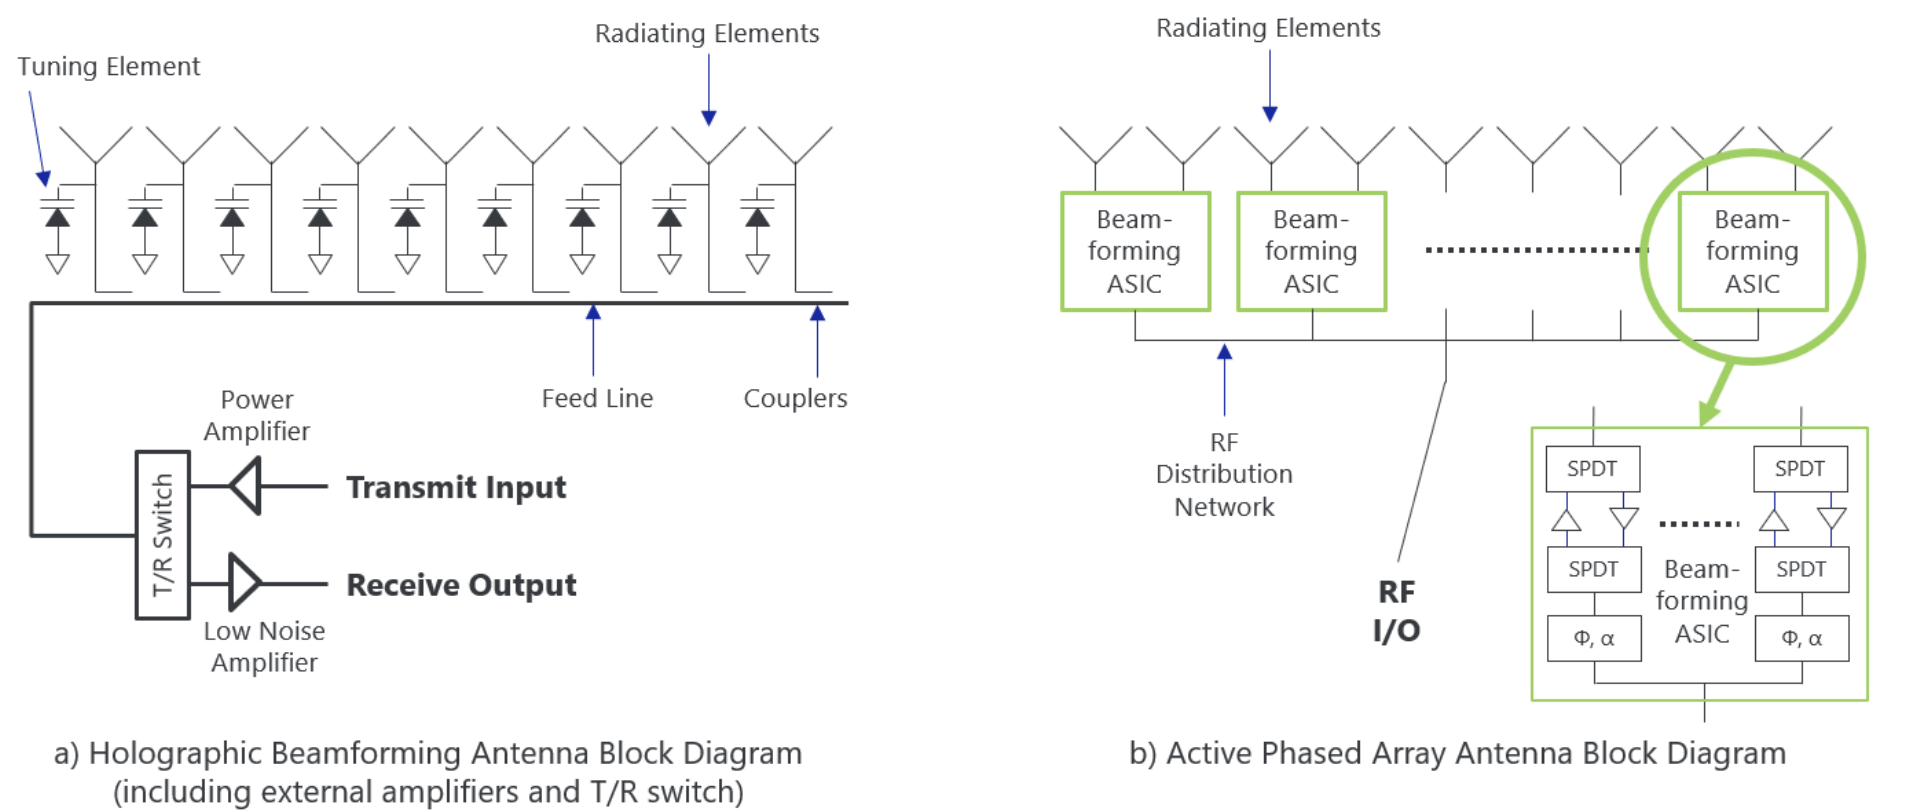 Radiating Elements
Tuning Element
Power
Amplifier
Feed Line
Couplers
T/R Switch
Transmit Input
Receive Output
Low Noise
Amplifier
a) Holographic Beamforming Antenna Block Diagram
(including external amplifiers and T/R switch)
Radiating Elements
Beam-
forming
ASIC
Beam-
forming
ASIC
Beam-
forming
ASIC
RF
Distribution
Network
RF
I/O
SPDT
SPDT
SPDT
SPDT
Beam-
forming
ASIC
Φ, α
Φ, α
b) Active Phased Array Antenna Block Diagram